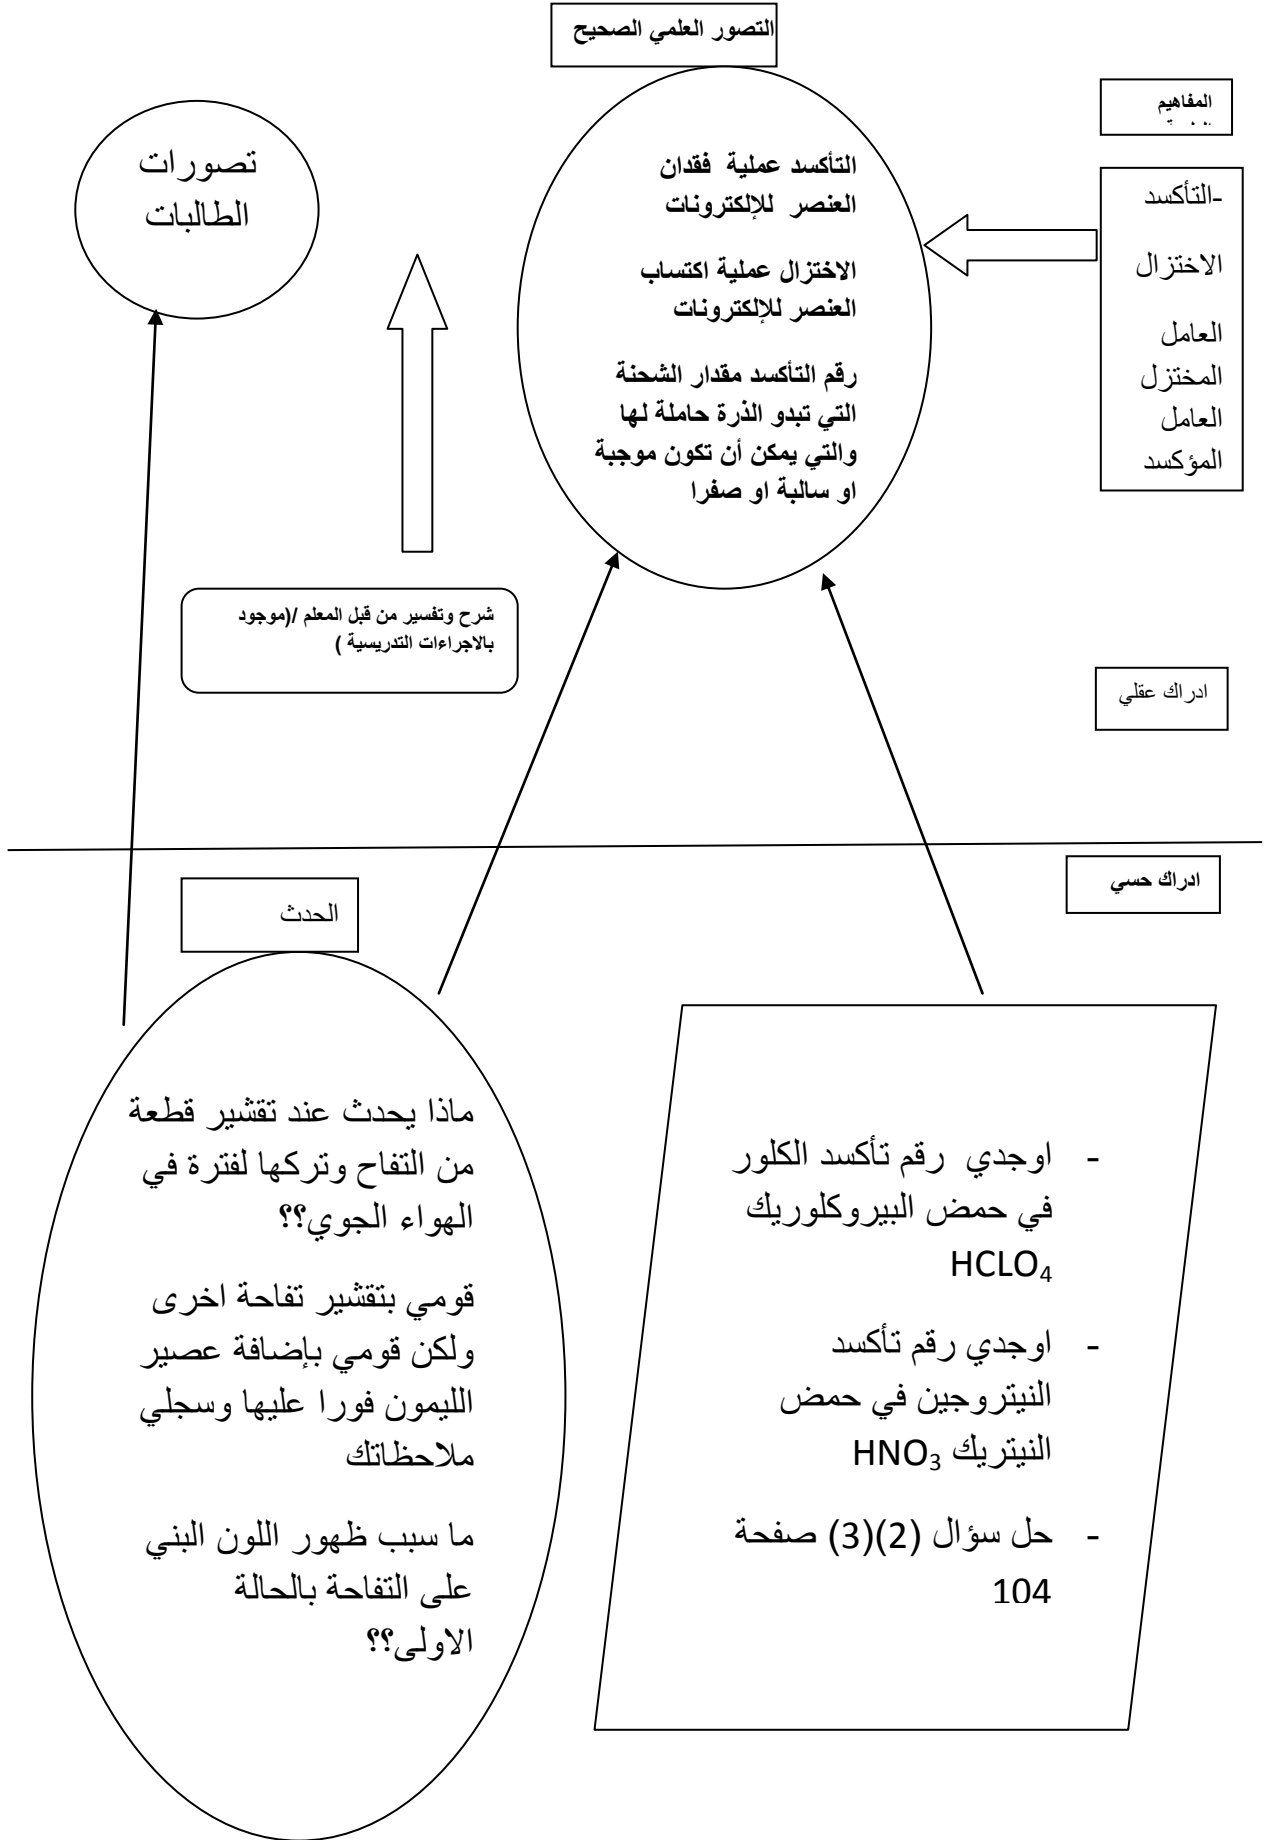 التصور العلمي الصحيح
المفاهيم
-التأكسد
الاختزال
العامل
المختزل
العامل
المؤكسد
التأكسد عملية فقدان
العنصر للإلكترونات
الاختزال عملية اكتساب
العنصر للإلكترونات
رقم التأكسد مقدار الشحنة
التي تبدو الذرة حاملة لها
والتي يمكن أن تكون موجبة
او سالبة او صفرا
تصورات
الطالبات
شرح وتفسير من قبل المعلم /(موجود
بالاجراءات التدريسية )
ادراك عقلي
ادراك حسي
الحدث
- اوجدي رقم تأكسد الكلور
في حمض البيروكلوريك
HCLO₄
- اوجدي رقم تأكسد
النيتروجين في حمض
النيتريك HNO₃
- حل سؤال (2)(3) صفحة
104
ماذا يحدث عند تقشير قطعة
من التفاح وتركها لفترة في
الهواء الجوي؟؟
قومي بتقشير تفاحة اخرى
ولكن قومي بإضافة عصير
الليمون فورا عليها وسجلي
ملاحظاتك
ما سبب ظهور اللون البني
على التفاحة بالحالة
الاولى؟؟